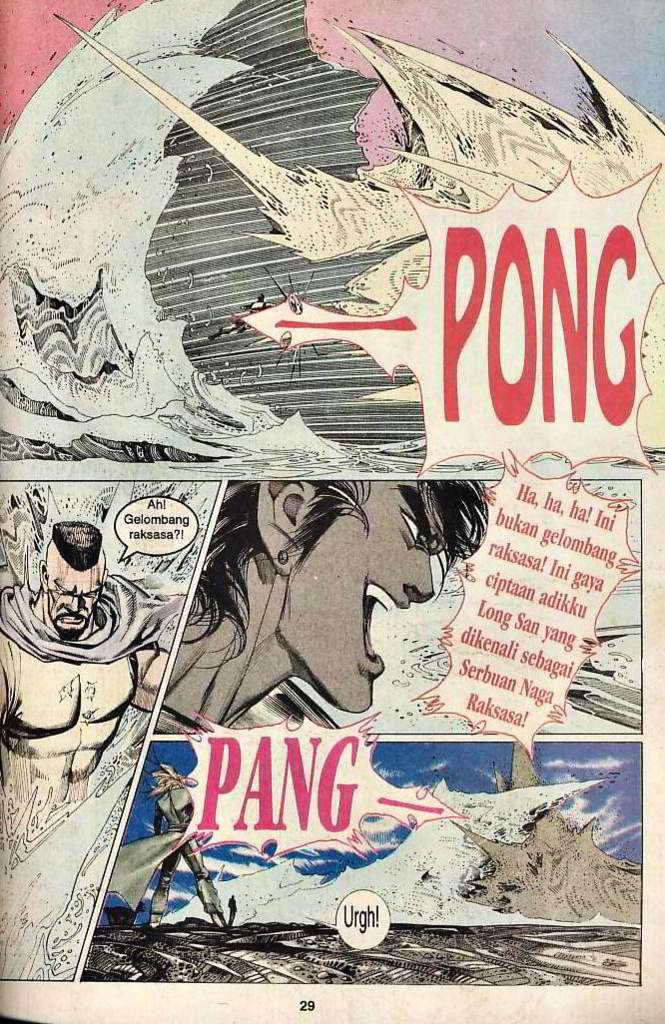 PONG
Ah!
Gelombang
raksasa?!
Ha, ha, ha! Ini
bukan gelombang
raksasa! Ini gaya
ciptaan adikku
Long San yang
dikenali sebagai
Serbuan Naga
Raksasa!
PANG
Urgh!
29